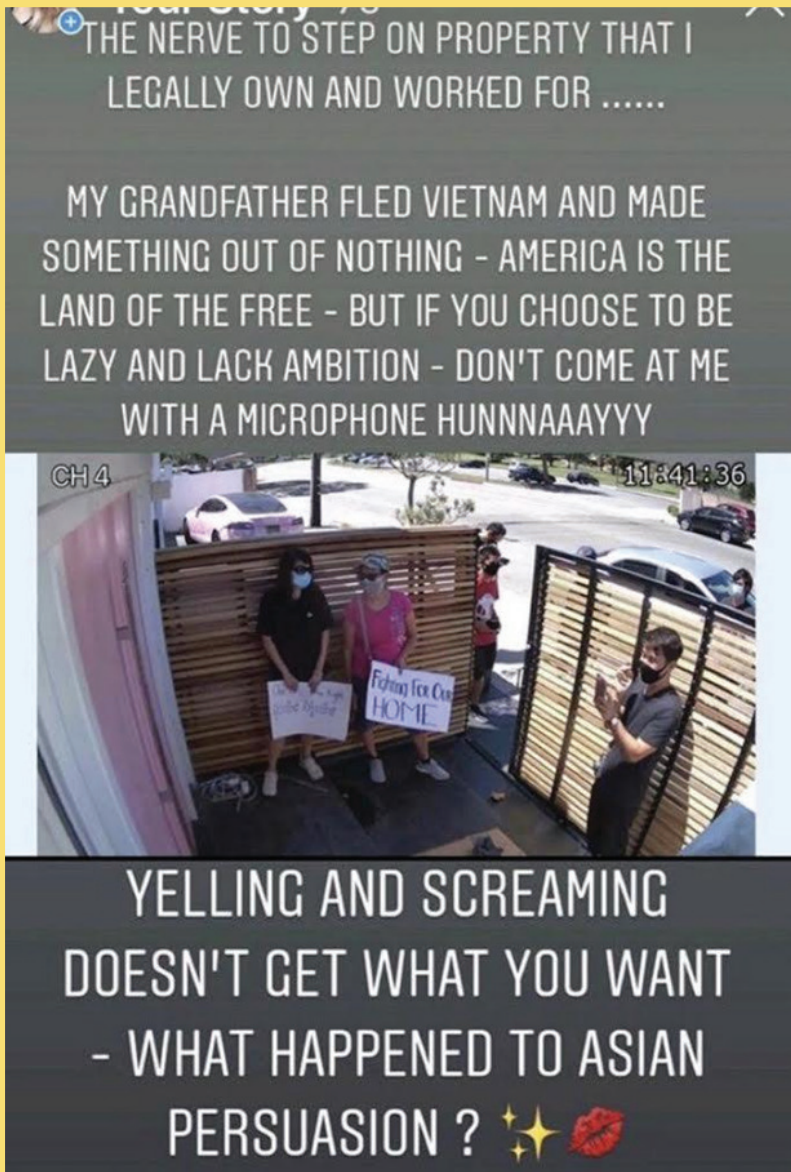 Your Story
THE NERVE TO STEP ON PROPERTY THAT I
LEGALLY OWN AND WORKED FOR ......
MY GRANDFATHER FLED VIETNAM AND MADE
SOMETHING OUT OF NOTHING - AMERICA IS THE
LAND OF THE FREE - BUT IF YOU CHOOSE TO BE
LAZY AND LACK AMBITION - DON'T COME AT ME
WITH A MICROPHONE HUNNNAAAYYY
CH 4
11:41:36
Fighting For Our
HOME
YELLING AND SCREAMING
DOESN'T GET WHAT YOU WANT
- WHAT HAPPENED TO ASIAN
PERSUASION ? ✨💋